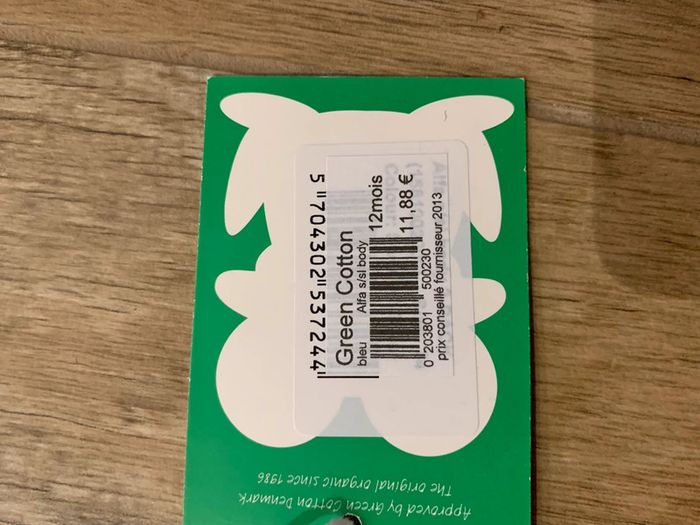 5 704302 537244
Green Cotton
bleu Alfa s/sl body
12mois
11,88 €
0 203801 500230
prix conseillé fournisseur 2013
Approved by Green Cotton Denmark
The original organic since 1986